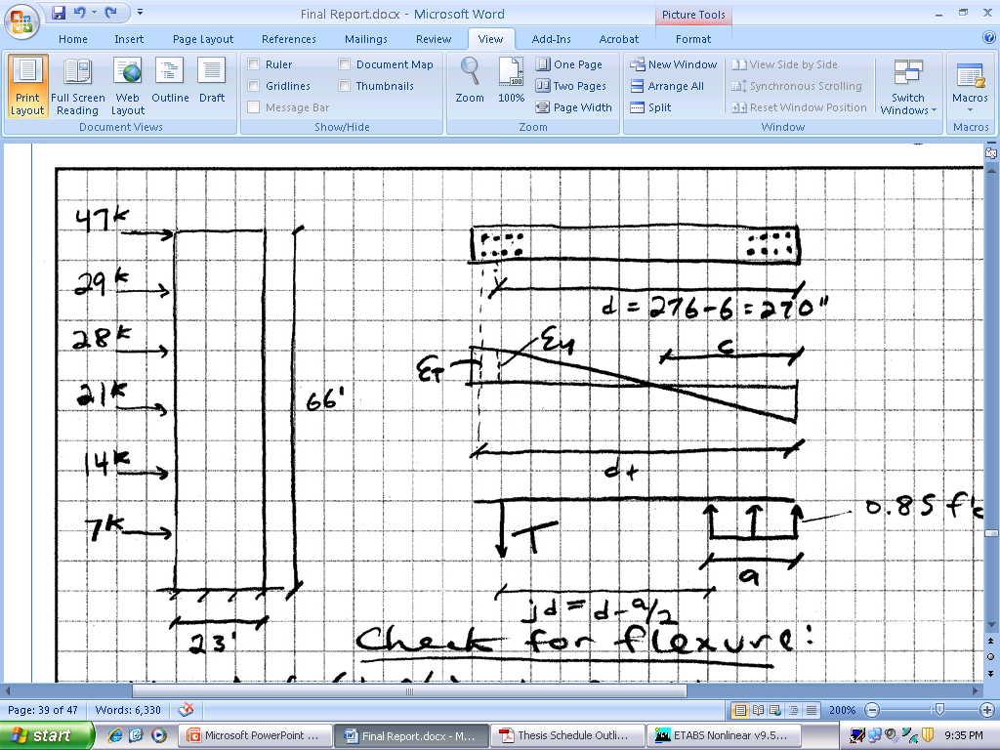 Final Report.docx - Microsoft Word
Picture Tools
Home Insert Page Layout References Mailings Review View Add-Ins Acrobat Format
Print Layout
Full Screen Reading
Web Layout
Outline
Draft
Document Views
Ruler
Gridlines
Message Bar
Document Map
Thumbnails
Show/Hide
Zoom
100%
One Page
Two Pages
Page Width
Zoom
New Window
Arrange All
Split
View Side by Side
Synchronous Scrolling
Reset Window Position
Switch Windows
Window
Macros
Macros
47k
29k
28k
21k
14k
7k
66'
23'
d = 276-6 = 270"
c
εT
εy
dt
0.85 f'c
T
a
jd = d-a/2
Check for flexure:
Page: 39 of 47 Words: 6,330 200%
start
Microsoft PowerPoint ...
Final Report.docx - M...
Thesis Schedule Outli...
ETABS Nonlinear v9.5...
9:35 PM